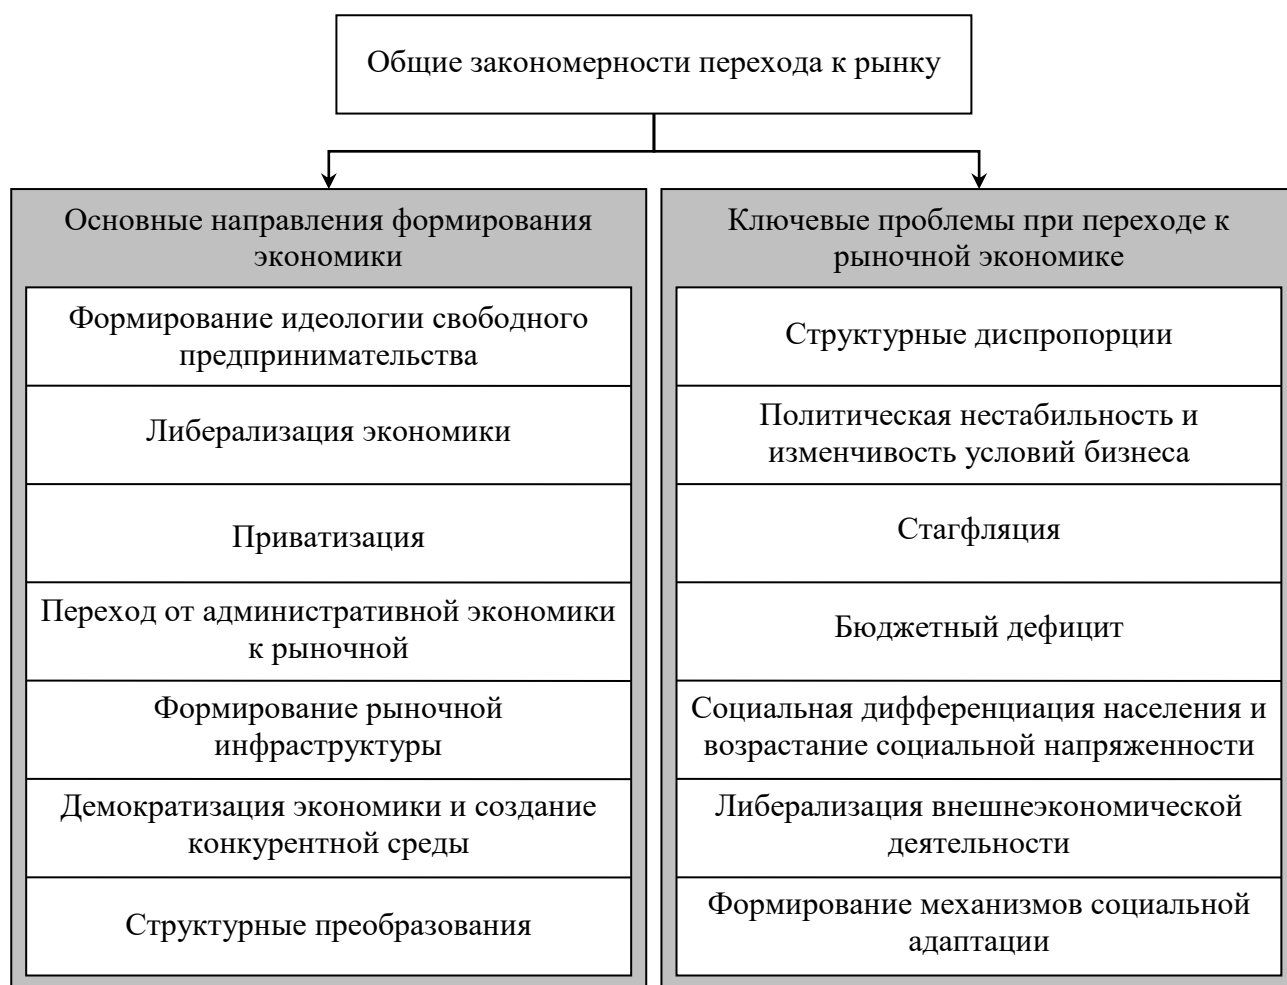 Общие закономерности перехода к рынку
Основные направления формирования
экономики
Формирование идеологии свободного
предпринимательства
Либерализация экономики
Приватизация
Переход от административной экономики
к рыночной
Формирование рыночной
инфраструктуры
Демократизация экономики и создание
конкурентной среды
Структурные преобразования
Ключевые проблемы при переходе к
рыночной экономике
Структурные диспропорции
Политическая нестабильность и
изменчивость условий бизнеса
Стагфляция
Бюджетный дефицит
Социальная дифференциация населения и
возрастание социальной напряженности
Либерализация внешнеэкономической
деятельности
Формирование механизмов социальной
адаптации